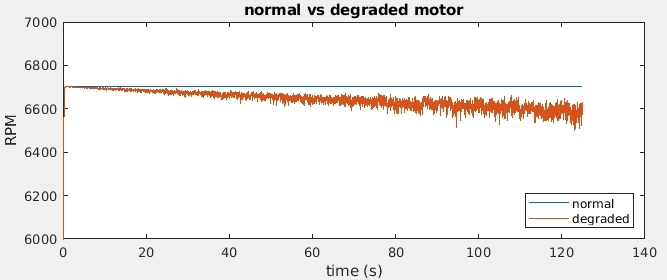 normal vs degraded motor
7000
6800
6600
6400
6200
6000
RPM
0 20 40 60 80 100 120 140
time (s)
normal
degraded